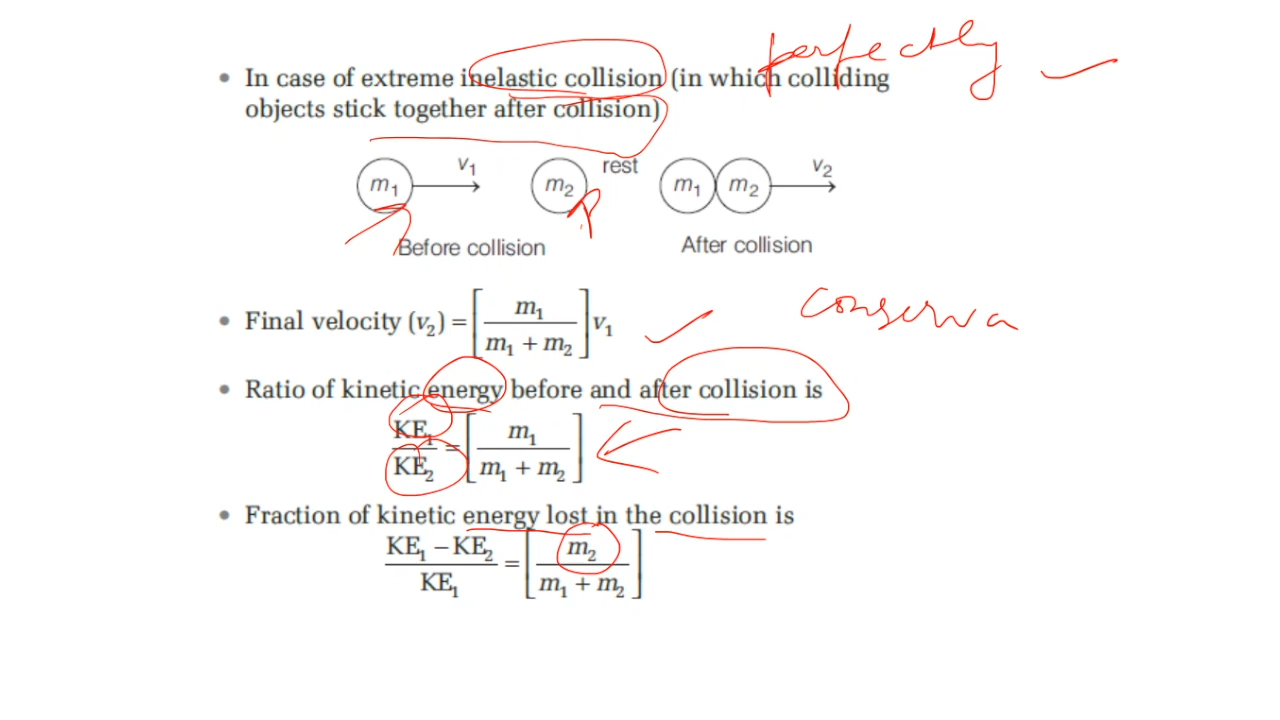 perfectly
• In case of extreme inelastic collision (in which colliding
objects stick together after collision)
m₁ v₁ m₂ rest m₁ m₂ v₂
Before collision After collision
conserva
• Final velocity (v₂) = [m₁ / (m₁ + m₂)] v₁
• Ratio of kinetic energy before and after collision is
KE₁ / KE₂ = [m₁ / (m₁ + m₂)]
• Fraction of kinetic energy lost in the collision is
(KE₁ – KE₂) / KE₁ = [m₂ / (m₁ + m₂)]